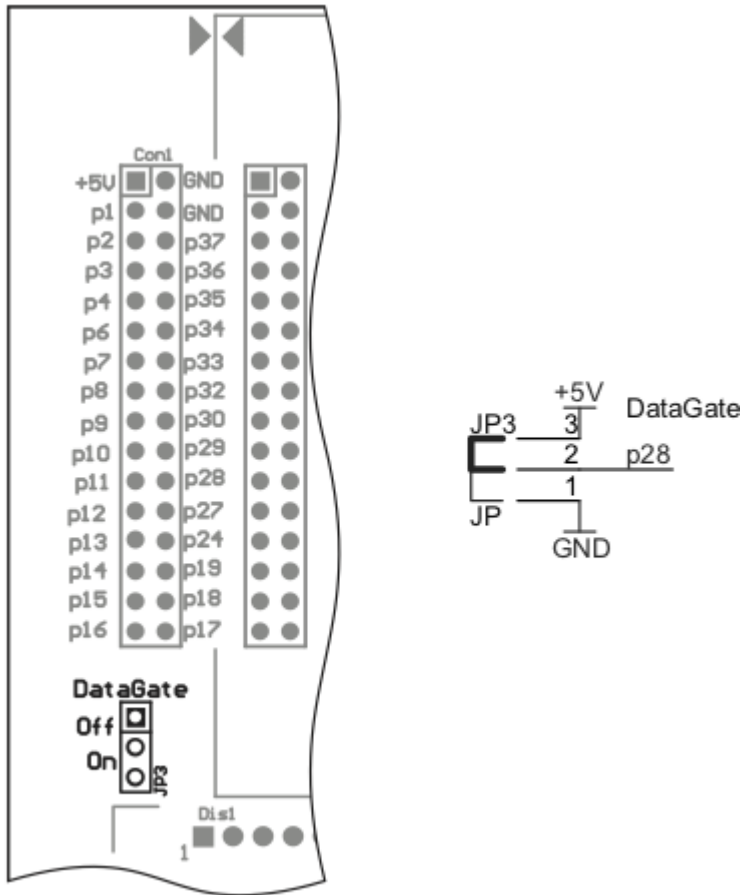 Con1
+5V GND
p1 GND
p2 p37
p3 p36
p4 p35
p6 p34
p7 p33
p8 p32
p9 p30
p10 p29
p11 p28
p12 p27
p13 p24
p14 p19
p15 p18
p16 p17
DataGate
Off
On
JP3
Dis1
1
+5V
DataGate
JP3 3
2 p28
1
JP
GND